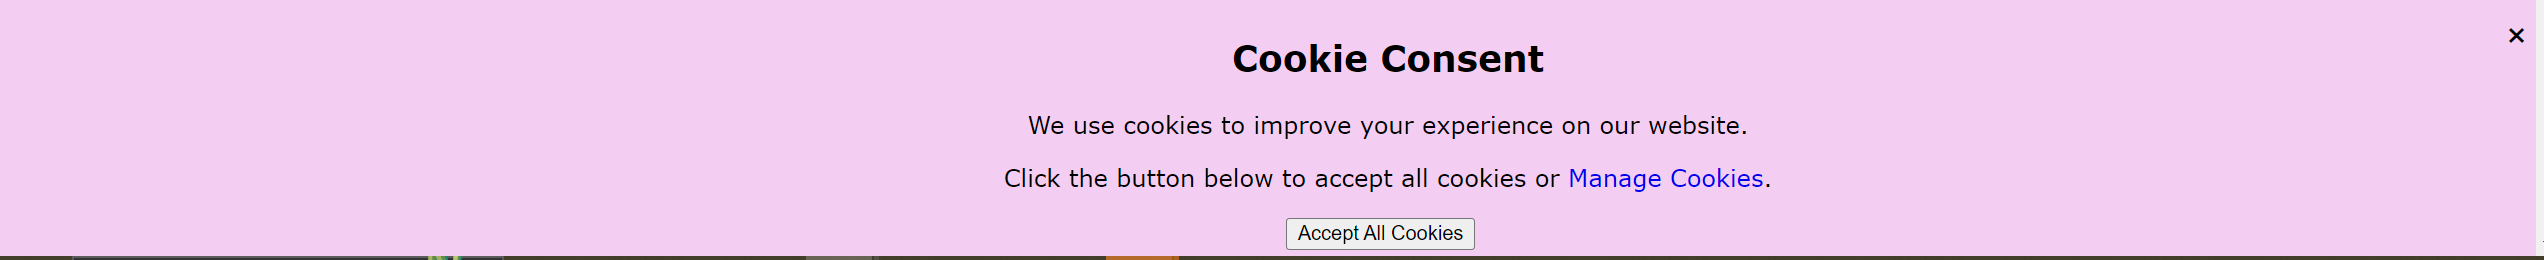 ×
Cookie Consent
We use cookies to improve your experience on our website.
Click the button below to accept all cookies or Manage Cookies.
Accept All Cookies